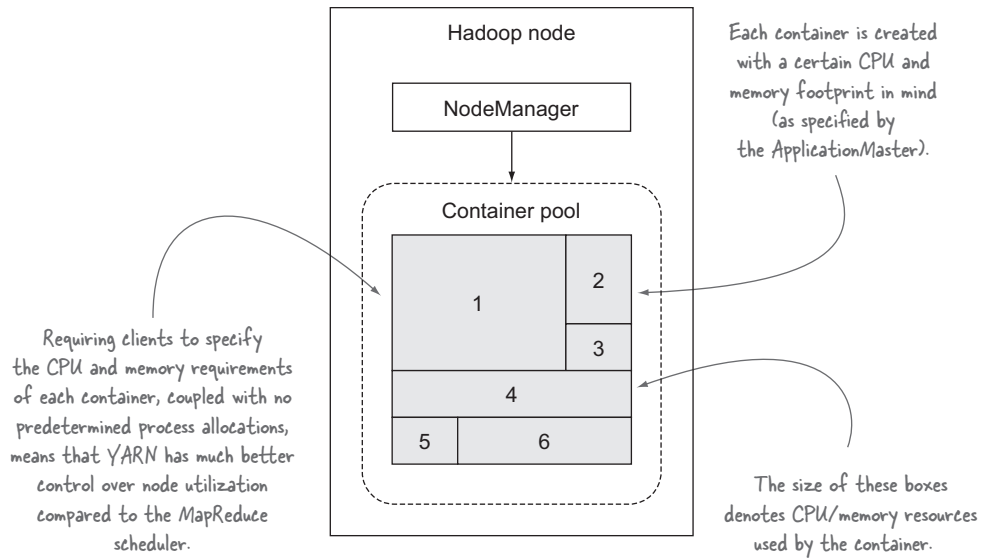 Hadoop node
NodeManager
Container pool
1
2
3
4
5
6
Each container is created
with a certain CPU and
memory footprint in mind
(as specified by
the ApplicationMaster).
Requiring clients to specify
the CPU and memory requirements
of each container, coupled with no
predetermined process allocations,
means that YARN has much better
control over node utilization
compared to the MapReduce
scheduler.
The size of these boxes
denotes CPU/memory resources
used by the container.